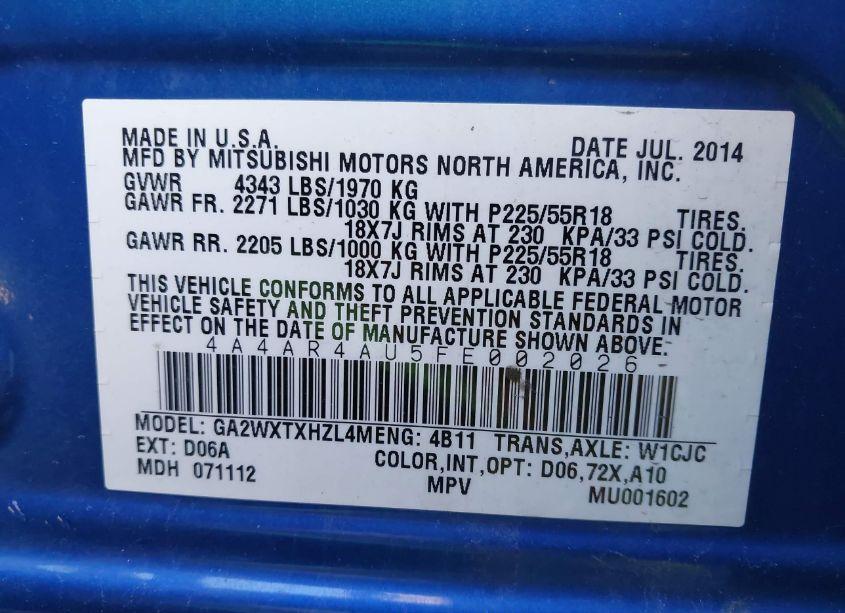 MADE IN U.S.A. DATE JUL. 2014
MFD BY MITSUBISHI MOTORS NORTH AMERICA, INC.
GVWR 4343 LBS/1970 KG
GAWR FR. 2271 LBS/1030 KG WITH P225/55R18 TIRES.
18X7J RIMS AT 230 KPA/33 PSI COLD.
GAWR RR. 2205 LBS/1000 KG WITH P225/55R18 TIRES.
18X7J RIMS AT 230 KPA/33 PSI COLD.
THIS VEHICLE CONFORMS TO ALL APPLICABLE FEDERAL MOTOR
VEHICLE SAFETY AND THEFT PREVENTION STANDARDS IN
EFFECT ON THE DATE OF MANUFACTURE SHOWN ABOVE.
4A4AR4AU5FE002026
MODEL: GA2WXTXHZL4MENG: 4B11 TRANS,AXLE: W1CJC
EXT: D06A COLOR,INT,OPT: D06,72X,A10
MDH 071112 MPV MU001602